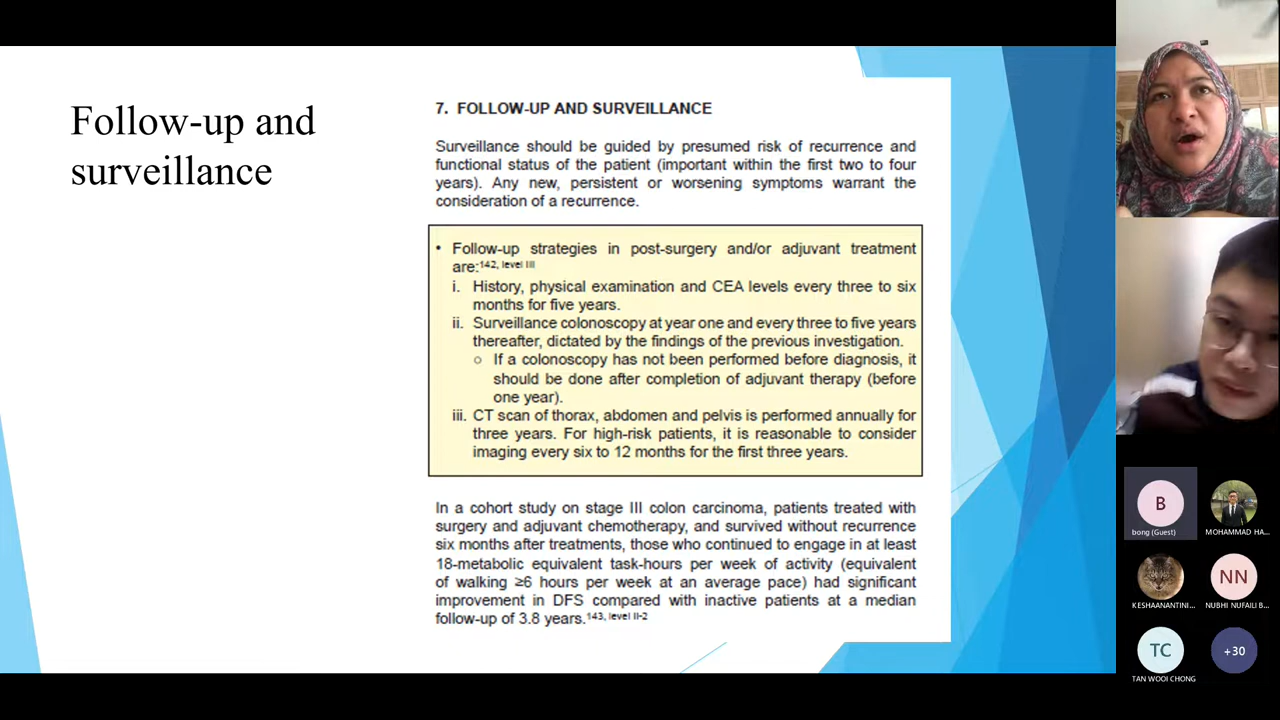 Follow-up and
surveillance
7. FOLLOW-UP AND SURVEILLANCE
Surveillance should be guided by presumed risk of recurrence and
functional status of the patient (important within the first two to four
years). Any new, persistent or worsening symptoms warrant the
consideration of a recurrence.
• Follow-up strategies in post-surgery and/or adjuvant treatment
are:142, level III
i. History, physical examination and CEA levels every three to six
months for five years.
ii. Surveillance colonoscopy at year one and every three to five years
thereafter, dictated by the findings of the previous investigation.
○ If a colonoscopy has not been performed before diagnosis, it
should be done after completion of adjuvant therapy (before
one year).
iii. CT scan of thorax, abdomen and pelvis is performed annually for
three years. For high-risk patients, it is reasonable to consider
imaging every six to 12 months for the first three years.
In a cohort study on stage III colon carcinoma, patients treated with
surgery and adjuvant chemotherapy, and survived without recurrence
six months after treatments, those who continued to engage in at least
18-metabolic equivalent task-hours per week of activity (equivalent
of walking ≥6 hours per week at an average pace) had significant
improvement in DFS compared with inactive patients at a median
follow-up of 3.8 years.143, level II-2
B
bong (Guest)
MOHAMMAD HA...
KESHAANANTINI...
NN
NUBHI NUFAILI B...
TC
TAN WOOI CHONG
+30